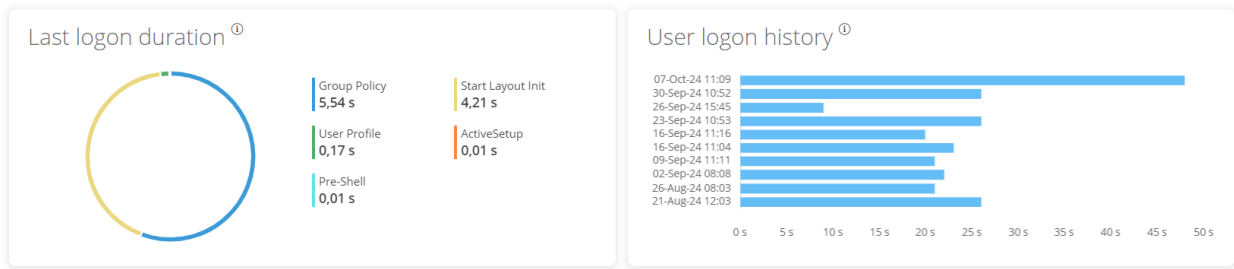 Last logon duration
Group Policy
5,54 s
Start Layout Init
4,21 s
User Profile
0,17 s
ActiveSetup
0,01 s
Pre-Shell
0,01 s
User logon history
07-Oct-24 11:09
30-Sep-24 10:52
26-Sep-24 15:45
23-Sep-24 10:53
16-Sep-24 11:16
16-Sep-24 11:04
09-Sep-24 11:11
02-Sep-24 08:08
26-Aug-24 08:03
21-Aug-24 12:03
0 s 5 s 10 s 15 s 20 s 25 s 30 s 35 s 40 s 45 s 50 s